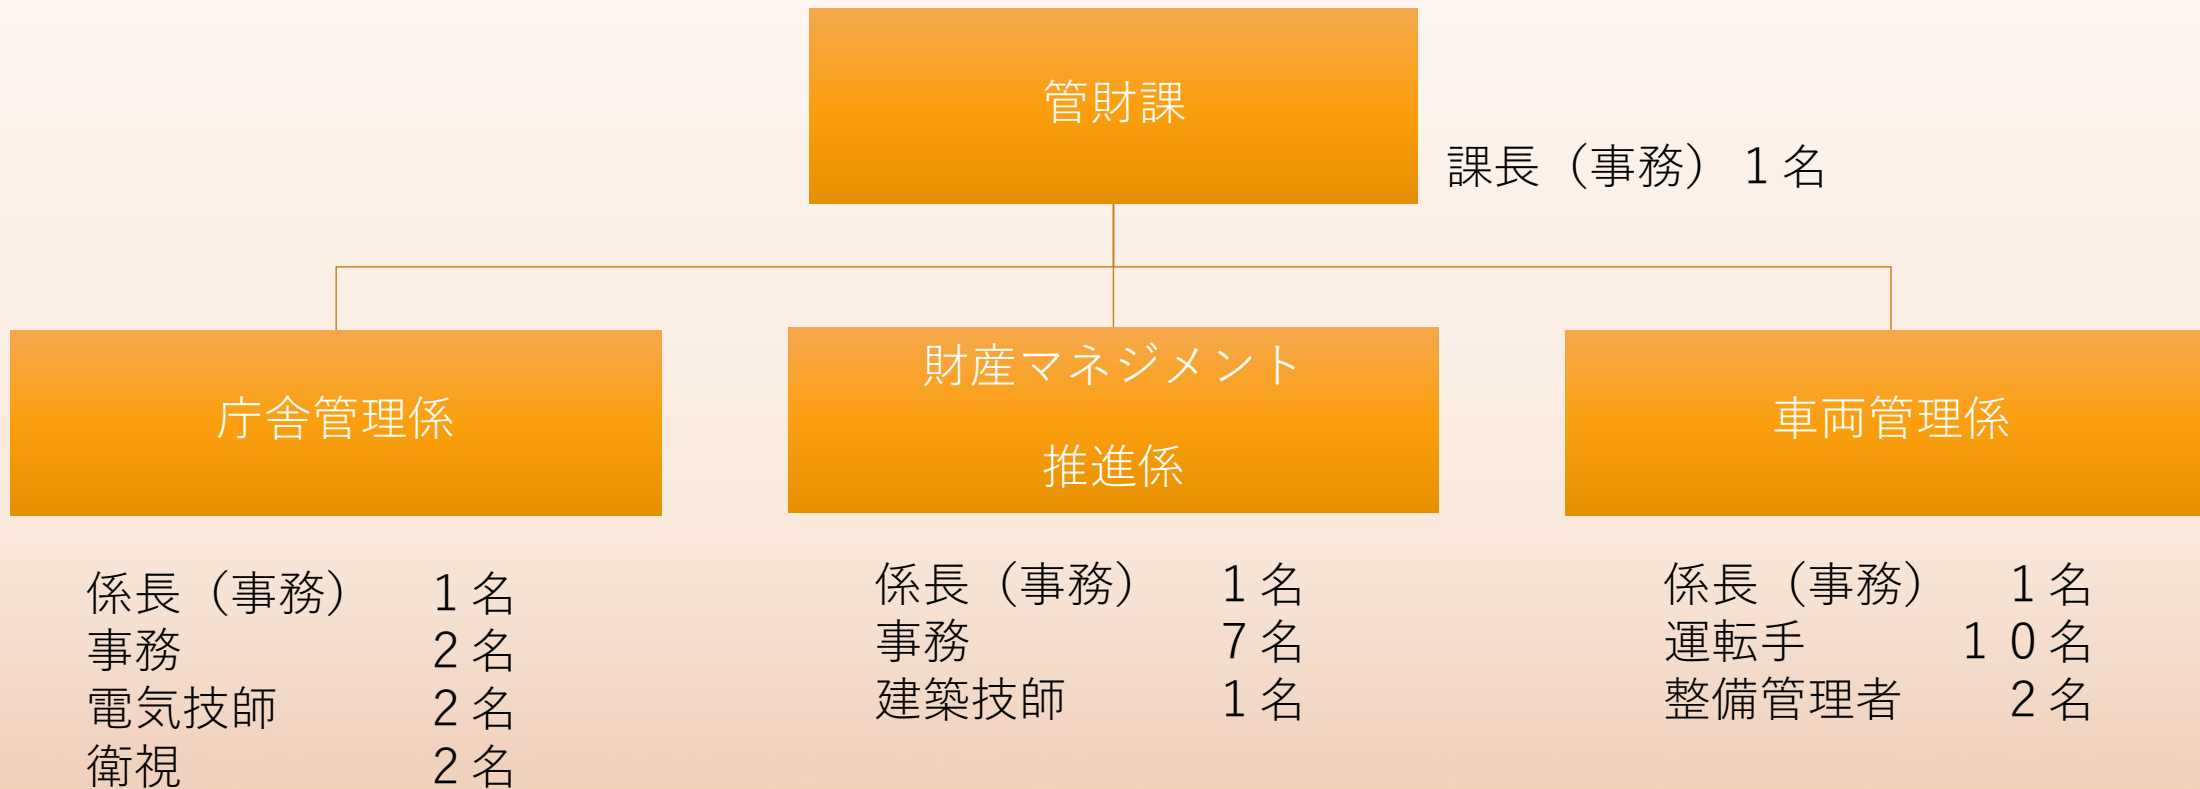 管財課
課長（事務）１名
庁舎管理係
財産マネジメント
推進係
車両管理係
係長（事務）　１名
事務　２名
電気技師　２名
衛視　２名
係長（事務）　１名
事務　７名
建築技師　１名
係長（事務）　１名
運転手　１０名
整備管理者　２名